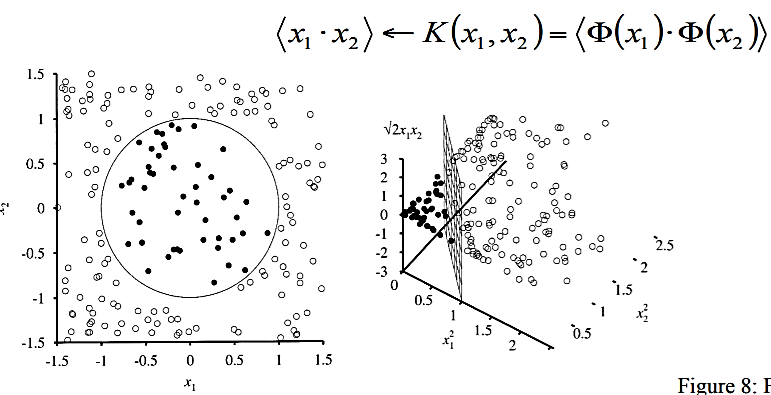 ⟨x₁ · x₂⟩ ← K(x₁, x₂) = ⟨Φ(x₁)·Φ(x₂)⟩
1.5
1
0.5
0
-0.5
-1
-1.5
-1.5 -1 -0.5 0 0.5 1 1.5
x₁
√2x₁x₂
3
2
1
0
-1
-2
-3
0 0.5 1 1.5 2
x₁²
0.5 1 1.5 2 2.5
x₂²
Figure 8: